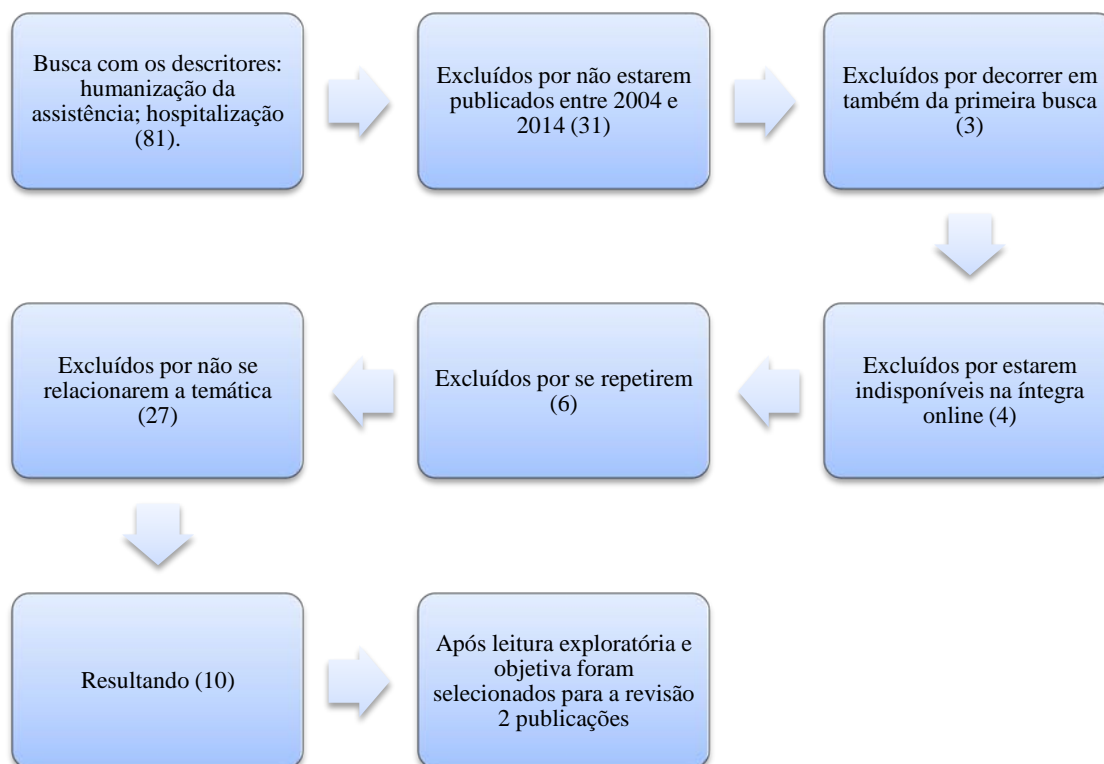 Busca com os descritores:
humanização da
assistência; hospitalização
(81).
Excluídos por não estarem
publicados entre 2004 e
2014 (31)
Excluídos por decorrer em
também da primeira busca
(3)
Excluídos por estarem
indisponíveis na íntegra
online (4)
Excluídos por se repetirem
(6)
Excluídos por não se
relacionarem a temática
(27)
Resultando (10)
Após leitura exploratória e
objetiva foram
selecionados para a revisão
2 publicações